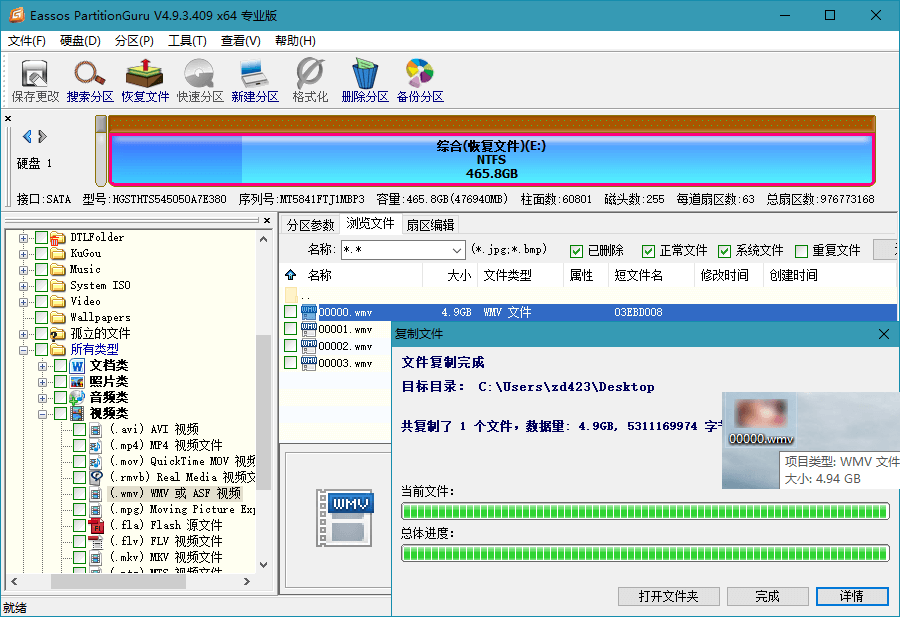 Eassos PartitionGuru V4.9.3.409 x64 专业版
文件(F) 硬盘(D) 分区(P) 工具(T) 查看(V) 帮助(H)
保存更改 搜索分区 恢复文件 快速分区 新建分区 格式化 删除分区 备份分区
硬盘 1
综合(恢复文件)(E:)
NTFS
465.8GB
接口:SATA 型号:HGSTHTS545050A7E380 序列号:MT5841FTJ1MBP3 容量:465.8GB(476940MB) 柱面数:60801 磁头数:255 每道扇区数:63 总扇区数:976773168
DTLFolder
KuGou
Music
System ISO
Video
Wallpapers
孤立的文件
所有类型
文档类
照片类
音频类
视频类
(.avi) AVI 视频
(.mp4) MP4 视频文件
(.mov) QuickTime MOV 视频
(.rmvb) Real Media 视频文
(.wmv) WMV 或 ASF 视频
(.mpg) Moving Picture Exp
(.fla) Flash 源文件
(.flv) FLV 视频文件
(.mkv) MKV 视频文件
分区参数 浏览文件 扇区编辑
名称: *.* (*.jpg;*.bmp) 已删除 正常文件 系统文件 重复文件
名称 大小 文件类型 属性 短文件名 修改时间 创建时间
..
00000.wmv 4.9GB WMV 文件 03EBD008
00001.wmv
00002.wmv
00003.wmv
WMV
复制文件
文件复制完成
目标目录: C:\Users\zd423\Desktop
共复制了 1 个文件，数据量: 4.9GB, 5311169974 字
00000.wmv
项目类型: WMV 文件
大小: 4.94 GB
当前文件:
总体进度:
打开文件夹 完成 详情
就绪